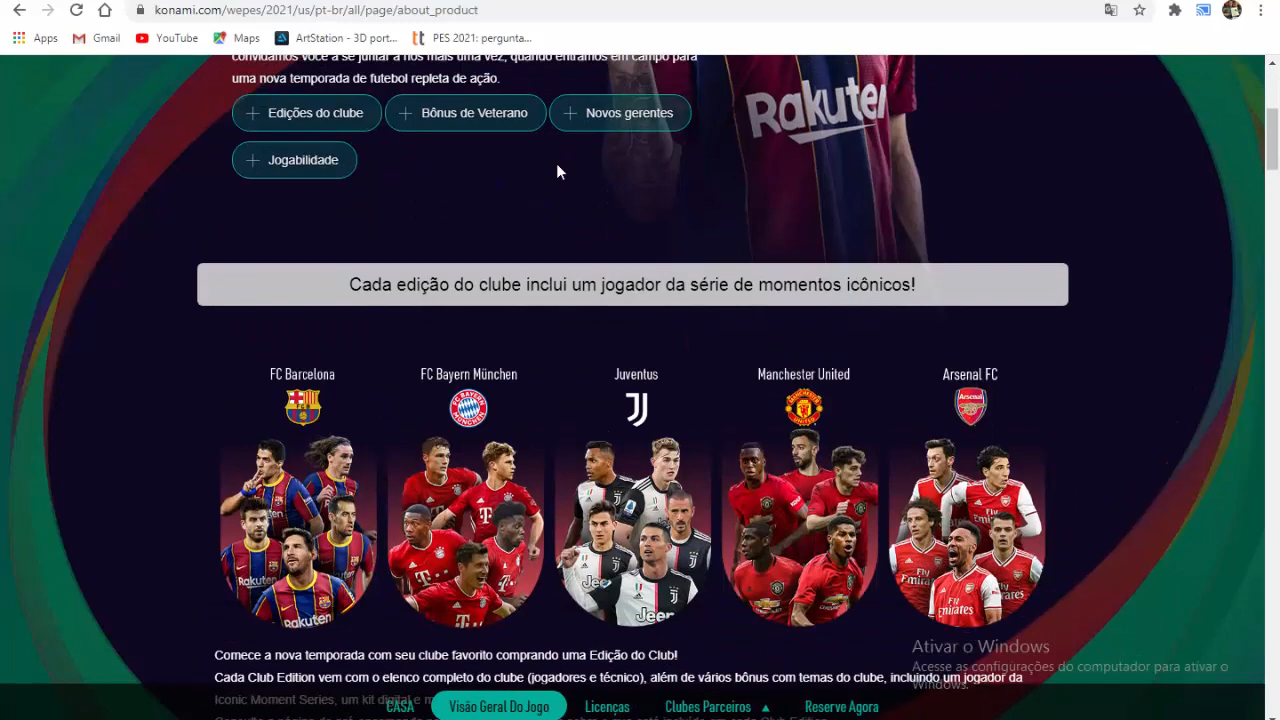 konami.com/wepes/2021/us/pt-br/all/page/about_product
Apps Gmail YouTube Maps ArtStation - 3D port... PES 2021: pergunta...
convidamos você a se juntar a nós mais uma vez, quando entramos em campo para
uma nova temporada de futebol repleta de ação.
Edições do clube Bônus de Veterano Novos gerentes
Jogabilidade
Rakuten
Cada edição do clube inclui um jogador da série de momentos icônicos!
FC Barcelona FC Bayern München Juventus Manchester United Arsenal FC
Comece a nova temporada com seu clube favorito comprando uma Edição do Club!
Cada Club Edition vem com o elenco completo do clube (jogadores e técnico), além de vários bônus com temas do clube, incluindo um jogador da
Iconic Moment Series, um kit digital e
Ativar o Windows
Acesse as configurações do computador para ativar o
Windows.
CASA Visão Geral Do Jogo Licenças Clubes Parceiros Reserve Agora